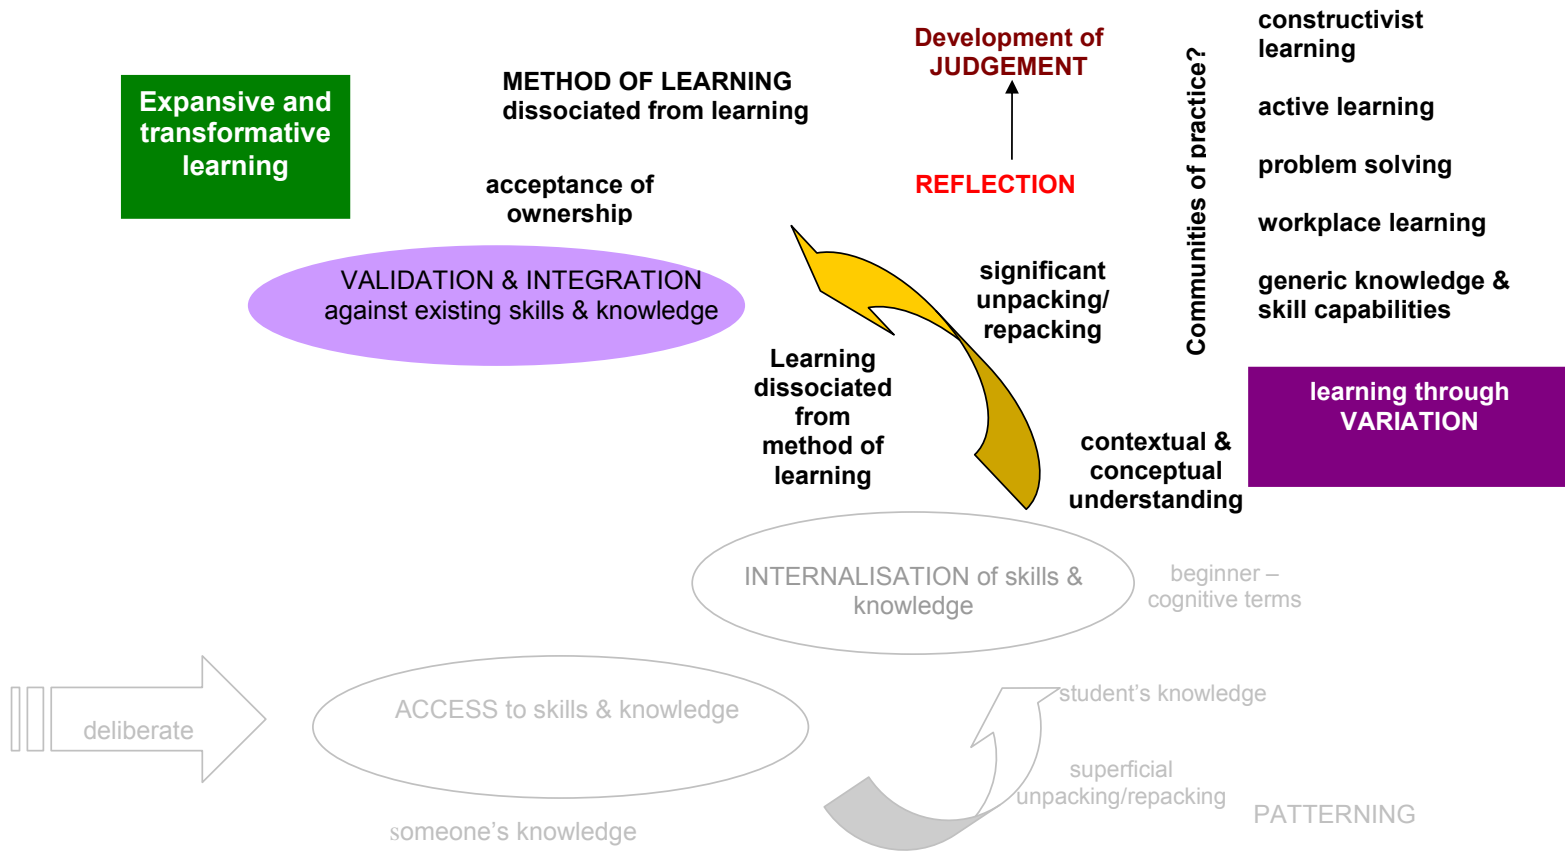 Expansive and
transformative
learning
METHOD OF LEARNING
dissociated from learning
acceptance of
ownership
VALIDATION & INTEGRATION
against existing skills & knowledge
Development of
JUDGEMENT
REFLECTION
significant
unpacking/
repacking
Learning
dissociated
from
method of
learning
contextual &
conceptual
understanding
Communities of practice?
constructivist
learning
active learning
problem solving
workplace learning
generic knowledge &
skill capabilities
learning through
VARIATION
INTERNALISATION of skills &
knowledge
beginner –
cognitive terms
deliberate
ACCESS to skills & knowledge
someone's knowledge
student's knowledge
superficial
unpacking/repacking
PATTERNING